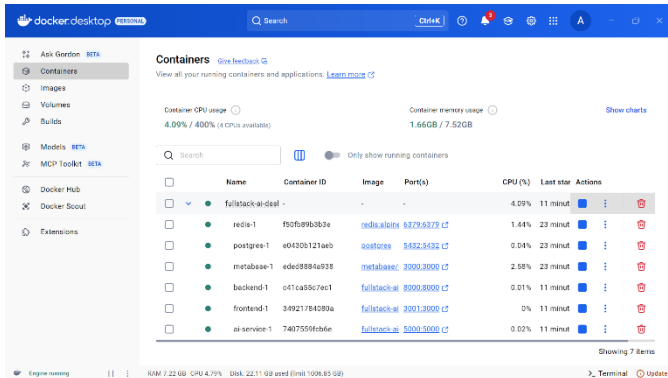 docker.desktop PERSONAL
Search
Ctrl+K
A
Ask Gordon BETA
Containers
Images
Volumes
Builds
Models BETA
MCP Toolkit BETA
Docker Hub
Docker Scout
Extensions
Containers Give feedback
View all your running containers and applications. Learn more
Container CPU usage
4.09% / 400% (4 CPUs available)
Container memory usage
1.66GB / 7.52GB
Show charts
Search
Only show running containers
Name Container ID Image Port(s) CPU (%) Last star Actions
fullstack-ai-dasl - - - 4.09% 11 minut
redis-1 f50fb89b3b3e redis:alpine 6379:6379 1.44% 23 minut
postgres-1 e0430b121aeb postgres 5432:5432 0.04% 23 minut
metabase-1 eded8884a938 metabase/ 3000:3000 2.58% 23 minut
backend-1 c41ca55c7ec1 fullstack-ai 8000:8000 0.01% 11 minut
frontend-1 34921784080a fullstack-ai 3001:3000 0% 11 minut
ai-service-1 7407559fcb6e fullstack-ai 5000:5000 0.02% 11 minut
Showing 7 items
Engine running
RAM 7.22 GB CPU 4.79% Disk: 22.11 GB used (limit 1006.85 GB)
Terminal
Update